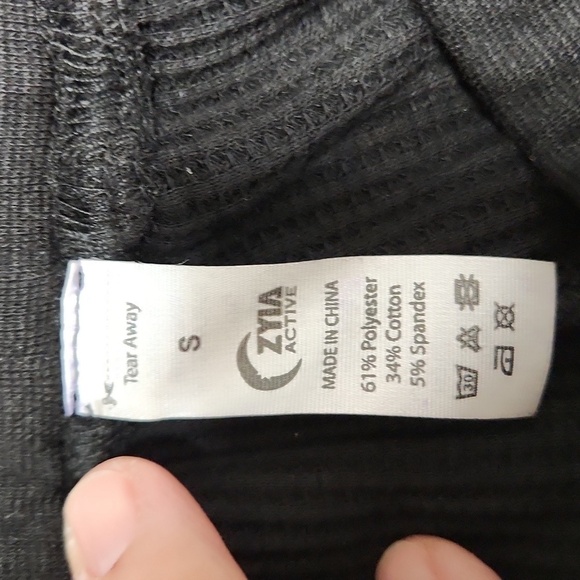 Tear Away
S
ZYIA
ACTIVE
MADE IN CHINA
61% Polyester
34% Cotton
5% Spandex
30